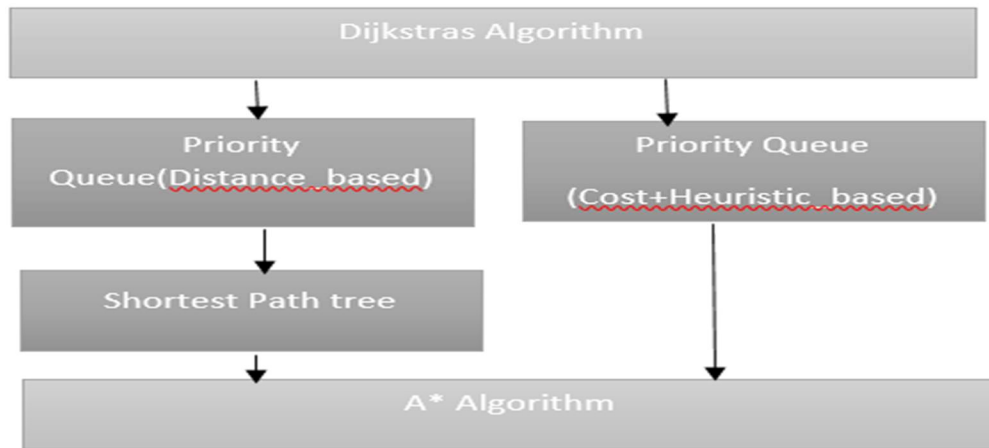 Dijkstras Algorithm
Priority
Queue(Distance_based)
Priority Queue
(Cost+Heuristic_based)
Shortest Path tree
A* Algorithm